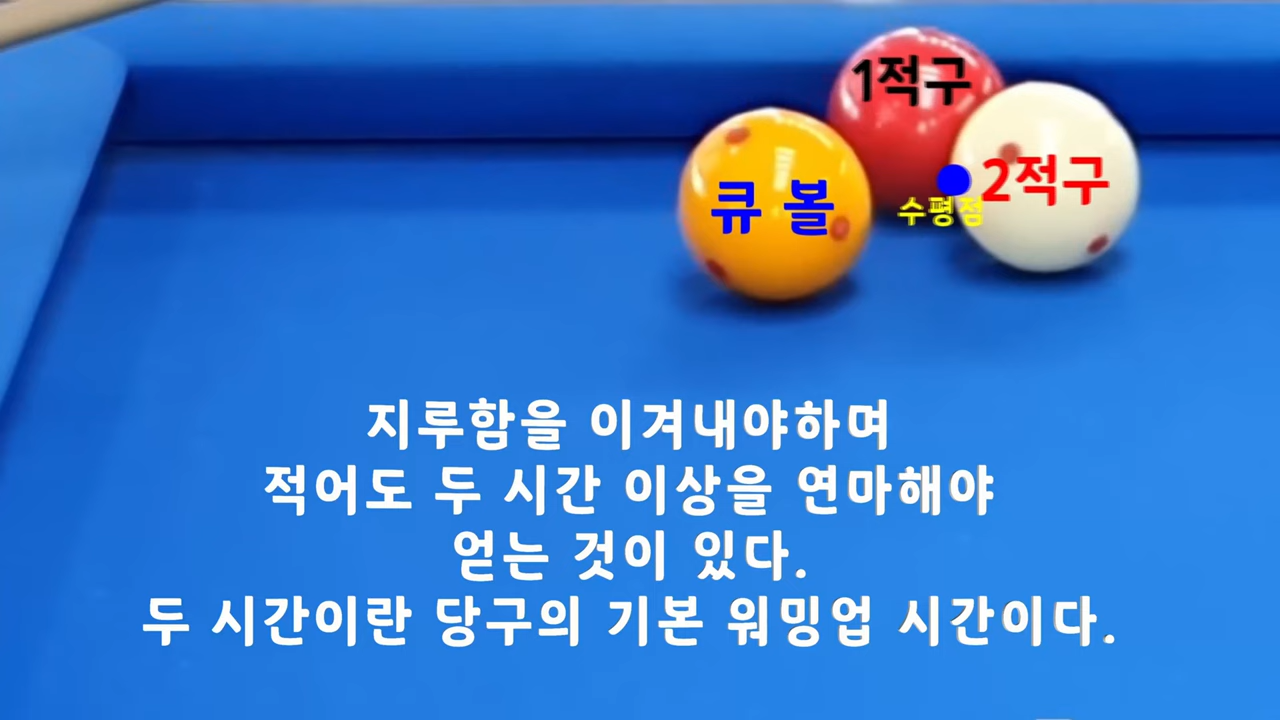 1적구
큐 볼
2적구
수평점
지루함을 이겨내야하며
적어도 두 시간 이상을 연마해야
얻는 것이 있다.
두 시간이란 당구의 기본 워밍업 시간이다.